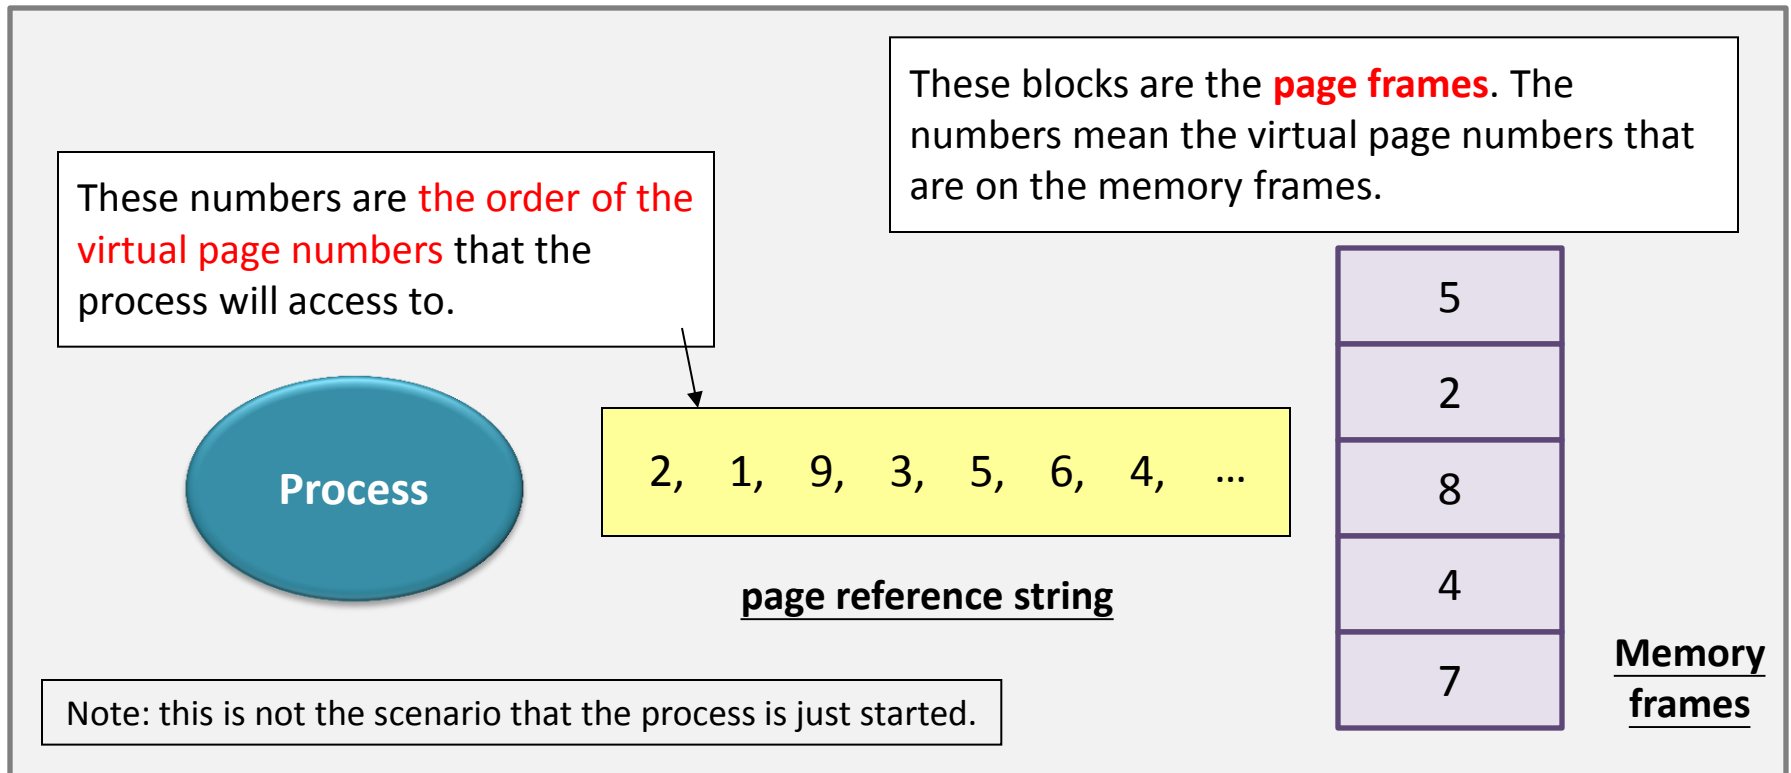 These blocks are the page frames. The
numbers mean the virtual page numbers that
are on the memory frames.
These numbers are the order of the
virtual page numbers that the
process will access to.
Process
2, 1, 9, 3, 5, 6, 4, ...
page reference string
5
2
8
4
7
Memory
frames
Note: this is not the scenario that the process is just started.